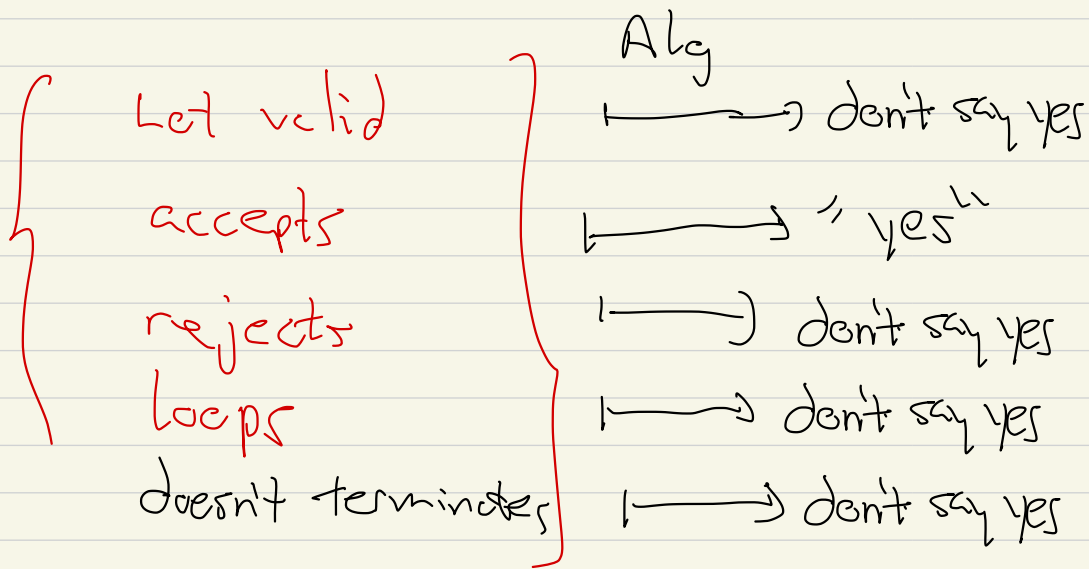 Alg
not valid ↦ don't say yes
accepts ↦ "yes"
rejects ↦ don't say yes
loops ↦ don't say yes
doesn't terminates ↦ don't say yes